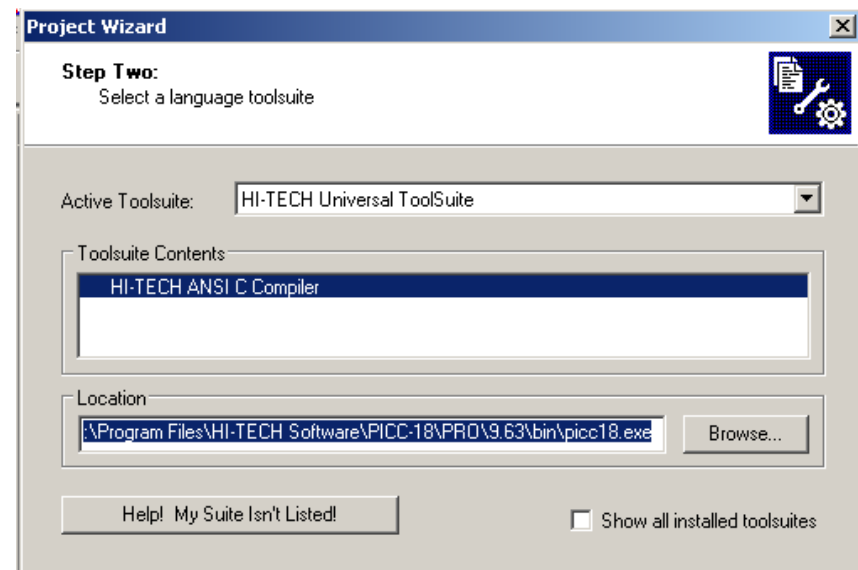 Project Wizard
Step Two:
Select a language toolsuite
Active Toolsuite: HI-TECH Universal ToolSuite
Toolsuite Contents
HI-TECH ANSI C Compiler
Location
:\Program Files\HI-TECH Software\PICC-18\PRO\9.63\bin\picc18.exe Browse...
Help! My Suite Isn't Listed! Show all installed toolsuites